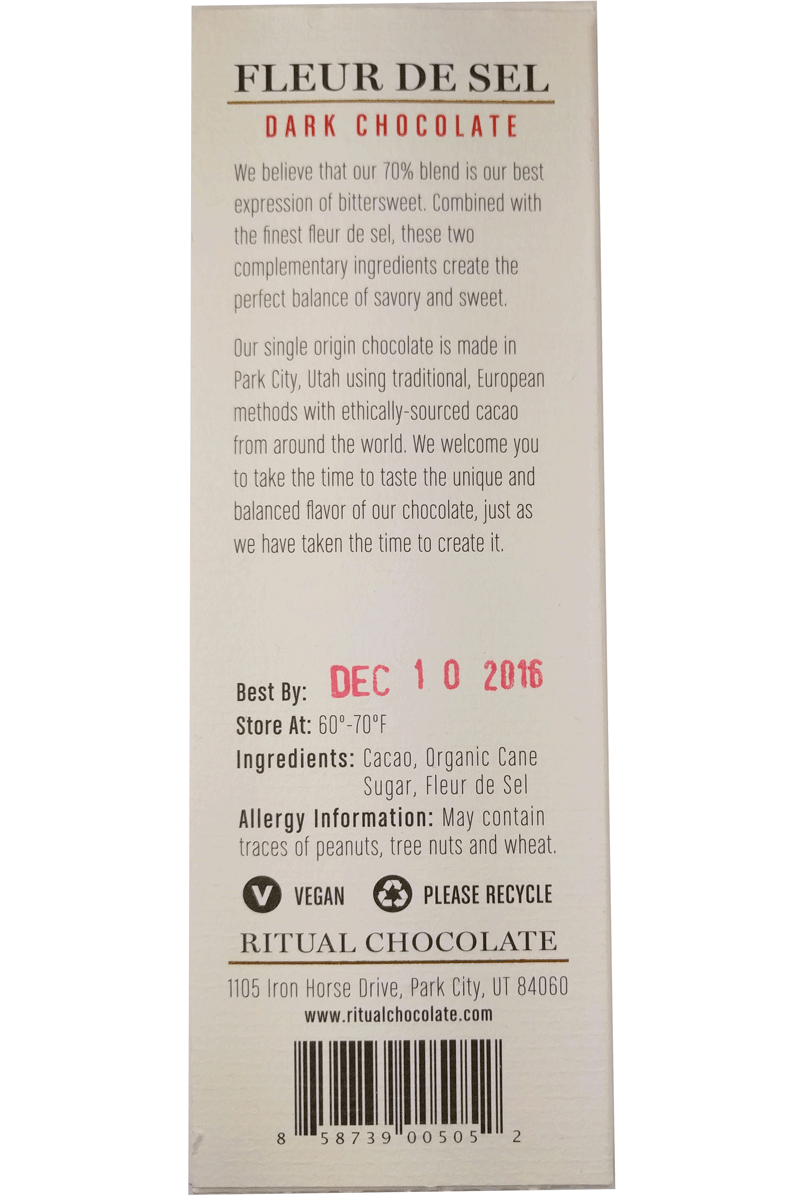 FLEUR DE SEL
DARK CHOCOLATE
We believe that our 70% blend is our best
expression of bittersweet. Combined with
the finest fleur de sel, these two
complementary ingredients create the
perfect balance of savory and sweet.
Our single origin chocolate is made in
Park City, Utah using traditional, European
methods with ethically-sourced cacao
from around the world. We welcome you
to take the time to taste the unique and
balanced flavor of our chocolate, just as
we have taken the time to create it.
Best By: DEC 10 2016
Store At: 60°-70°F
Ingredients: Cacao, Organic Cane
Sugar, Fleur de Sel
Allergy Information: May contain
traces of peanuts, tree nuts and wheat.
V VEGAN PLEASE RECYCLE
RITUAL CHOCOLATE
1105 Iron Horse Drive, Park City, UT 84060
www.ritualchocolate.com
8 58739 00505 2